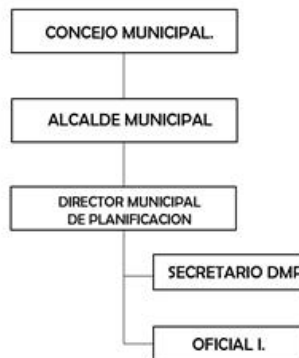 CONCEJO MUNICIPAL.
ALCALDE MUNICIPAL
DIRECTOR MUNICIPAL
DE PLANIFICACION
SECRETARIO DMP
OFICIAL I.